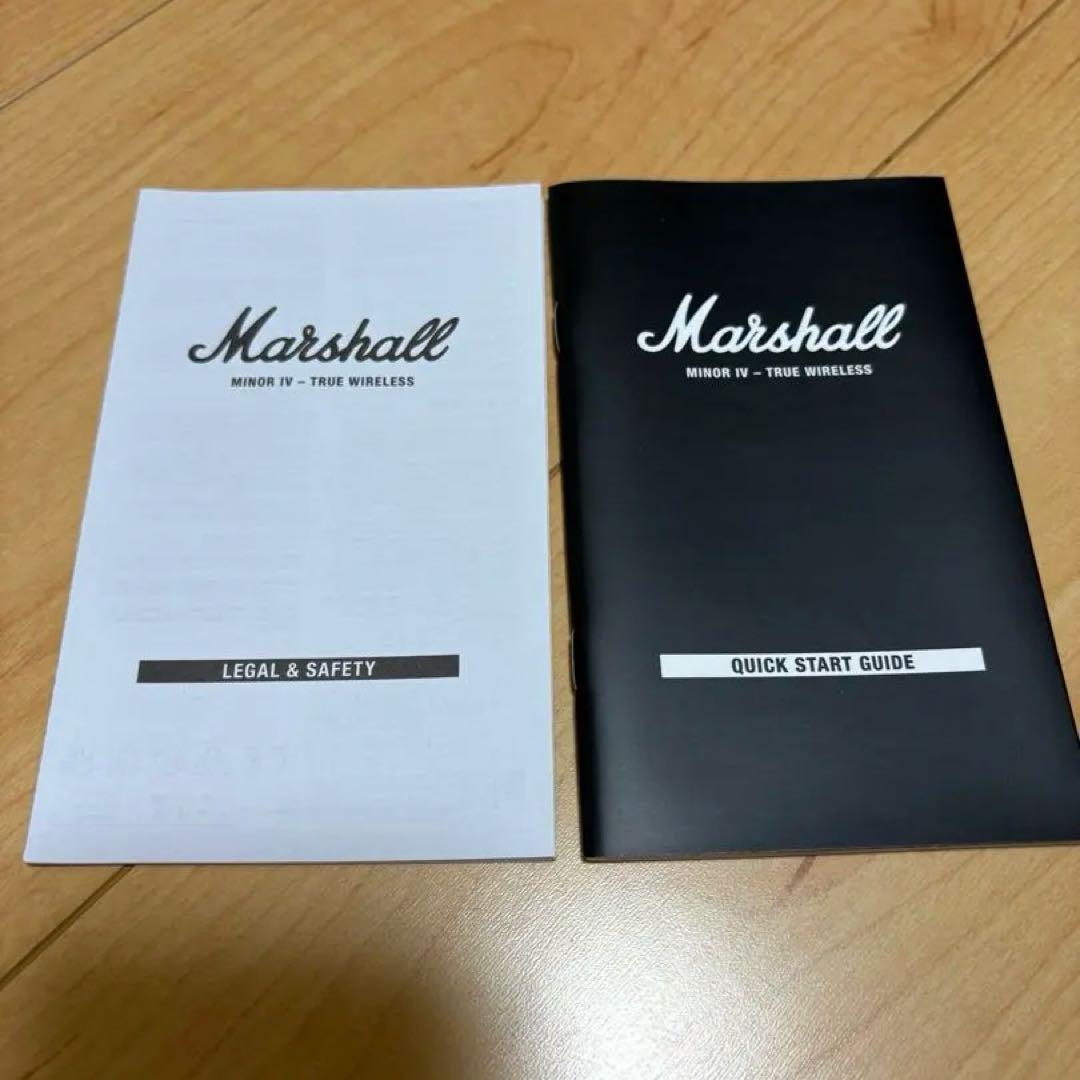 Marshall
MINOR IV – TRUE WIRELESS
LEGAL & SAFETY
Marshall
MINOR IV – TRUE WIRELESS
QUICK START GUIDE